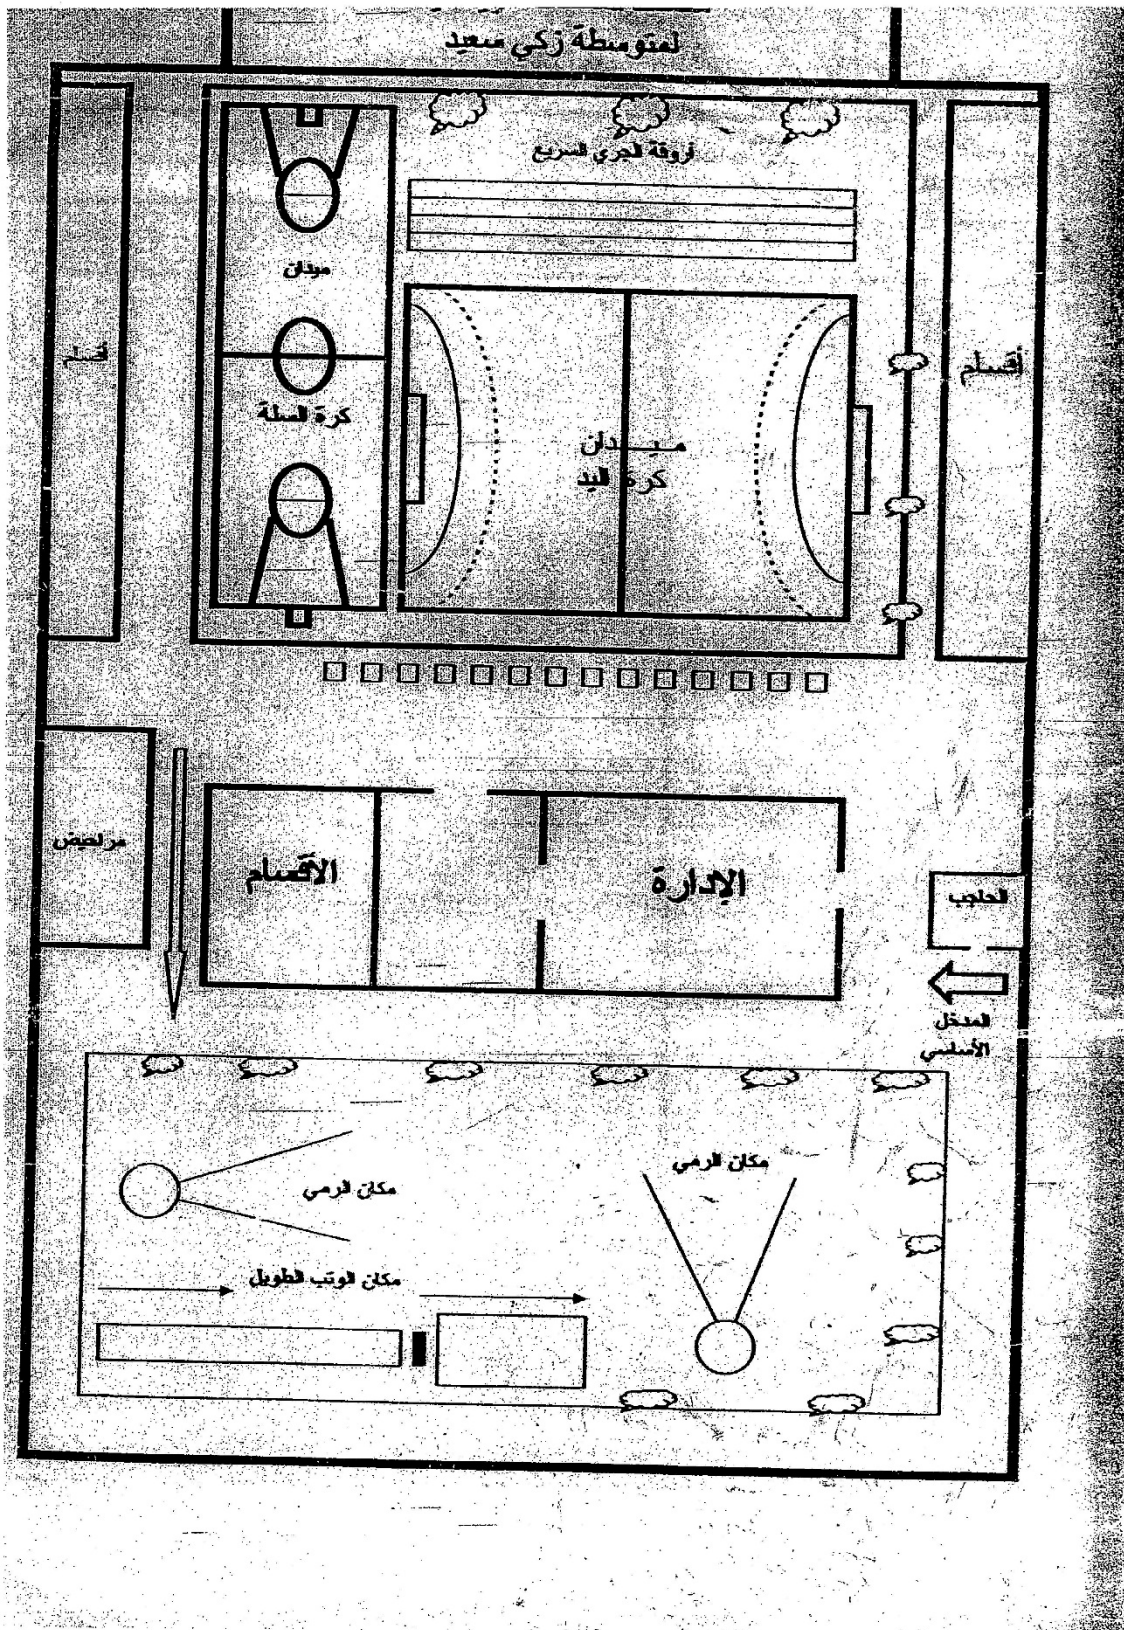 لمتوسطة زكي سعيد
أروقة الجري السريع
ميدان
كرة السلة
ميدان
كرة اليد
أقسام
أقسام
مراحيض
الأقسام
الإدارة
الحاجب
المدخل
الأساسي
مكان الرمي
مكان الرمي
مكان الوثب الطويل